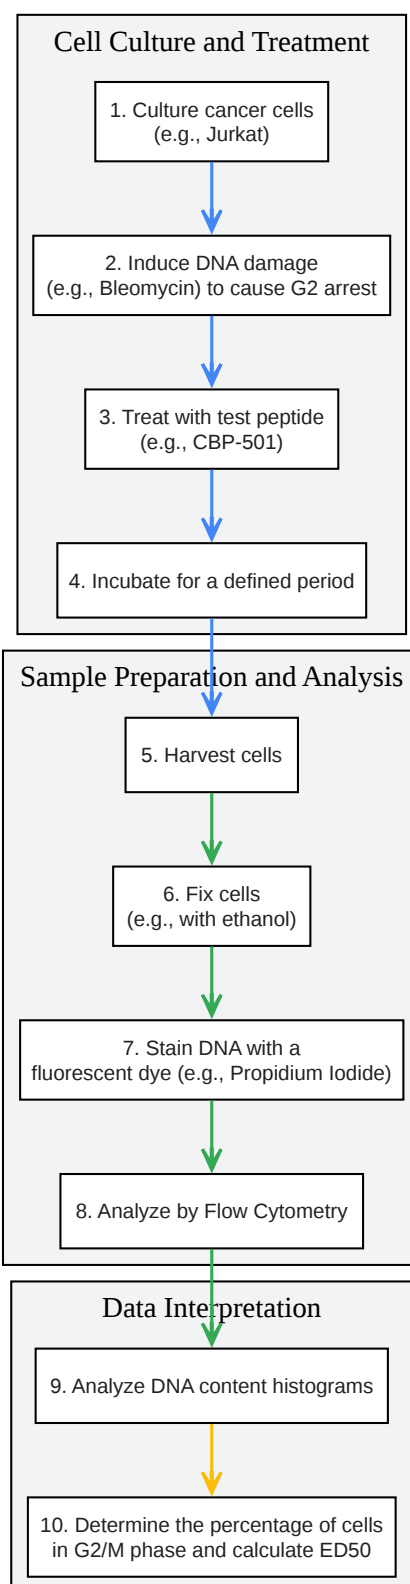 Cell Culture and Treatment
1. Culture cancer cells
(e.g., Jurkat)
2. Induce DNA damage
(e.g., Bleomycin) to cause G2 arrest
3. Treat with test peptide
(e.g., CBP-501)
4. Incubate for a defined period
Sample Preparation and Analysis
5. Harvest cells
6. Fix cells
(e.g., with ethanol)
7. Stain DNA with a
fluorescent dye (e.g., Propidium Iodide)
8. Analyze by Flow Cytometry
Data Interpretation
9. Analyze DNA content histograms
10. Determine the percentage of cells
in G2/M phase and calculate ED50